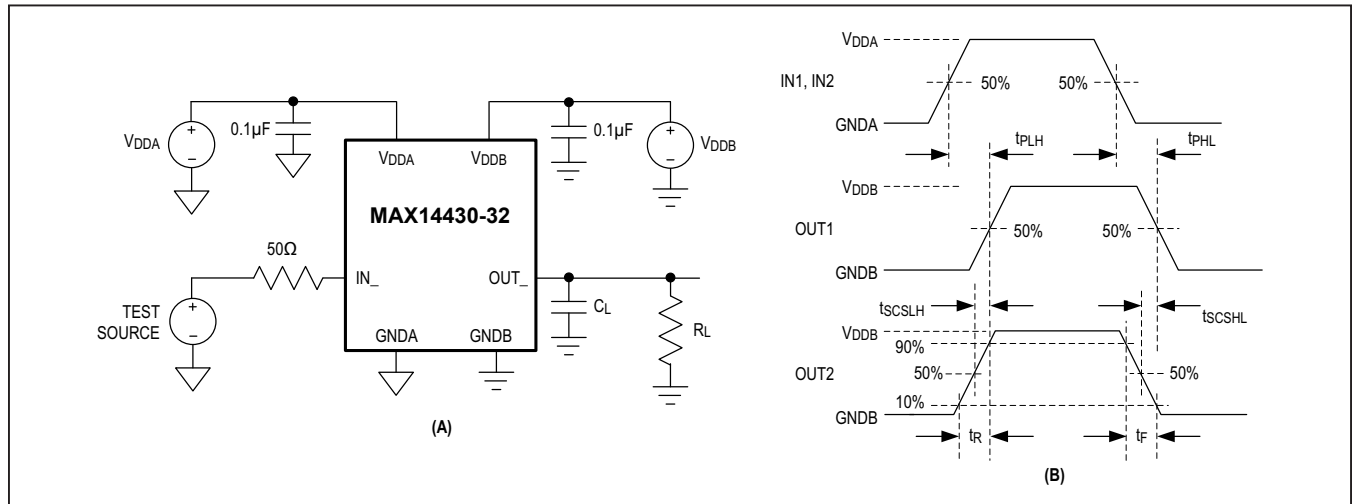 0.1µF
0.1µF
VDDA
VDDB
VDDA
VDDB
MAX14430-32
50Ω
IN_
OUT_
TEST
SOURCE
CL
RL
GNDA
GNDB
(A)
VDDA
IN1, IN2
50%
50%
GNDA
tPLH
tPHL
VDDB
OUT1
50%
50%
GNDB
tSCSLH
tSCSHL
VDDB
90%
OUT2
50%
50%
10%
GNDB
tR
tF
(B)